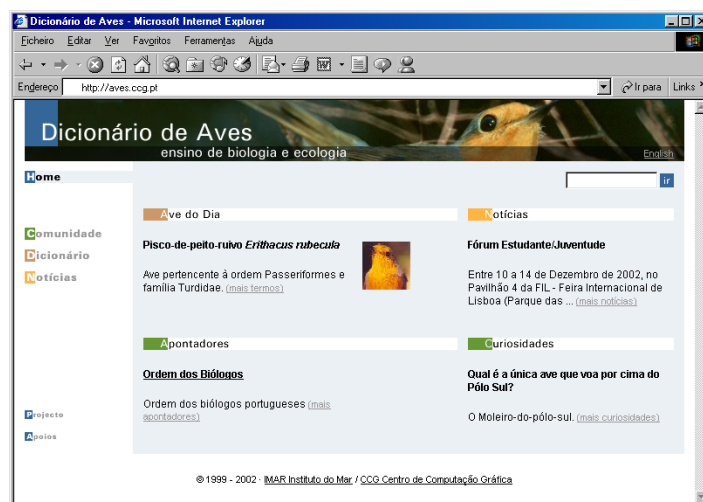 Dicionário de Aves - Microsoft Internet Explorer
Ficheiro Editar Ver Favoritos Ferramentas Ajuda
Endereço http://aves.ccg.pt Ir para Links »
Dicionário de Aves
ensino de biologia e ecologia
English
Home
ir
Comunidade
Dicionário
Notícias
Projecto
Apoios
Ave do Dia
Pisco-de-peito-ruivo Erithacus rubecula
Ave pertencente à ordem Passeriformes e
família Turdidae. (mais termos)
Notícias
Fórum Estudante/Juventude
Entre 10 a 14 de Dezembro de 2002, no
Pavilhão 4 da FIL - Feira Internacional de
Lisboa (Parque das ... (mais notícias)
Apontadores
Ordem dos Biólogos
Ordem dos biólogos portugueses (mais
apontadores)
Curiosidades
Qual é a única ave que voa por cima do
Pólo Sul?
O Moleiro-do-pólo-sul. (mais curiosidades)
© 1999 - 2002 · IMAR Instituto do Mar / CCG Centro de Computação Gráfica